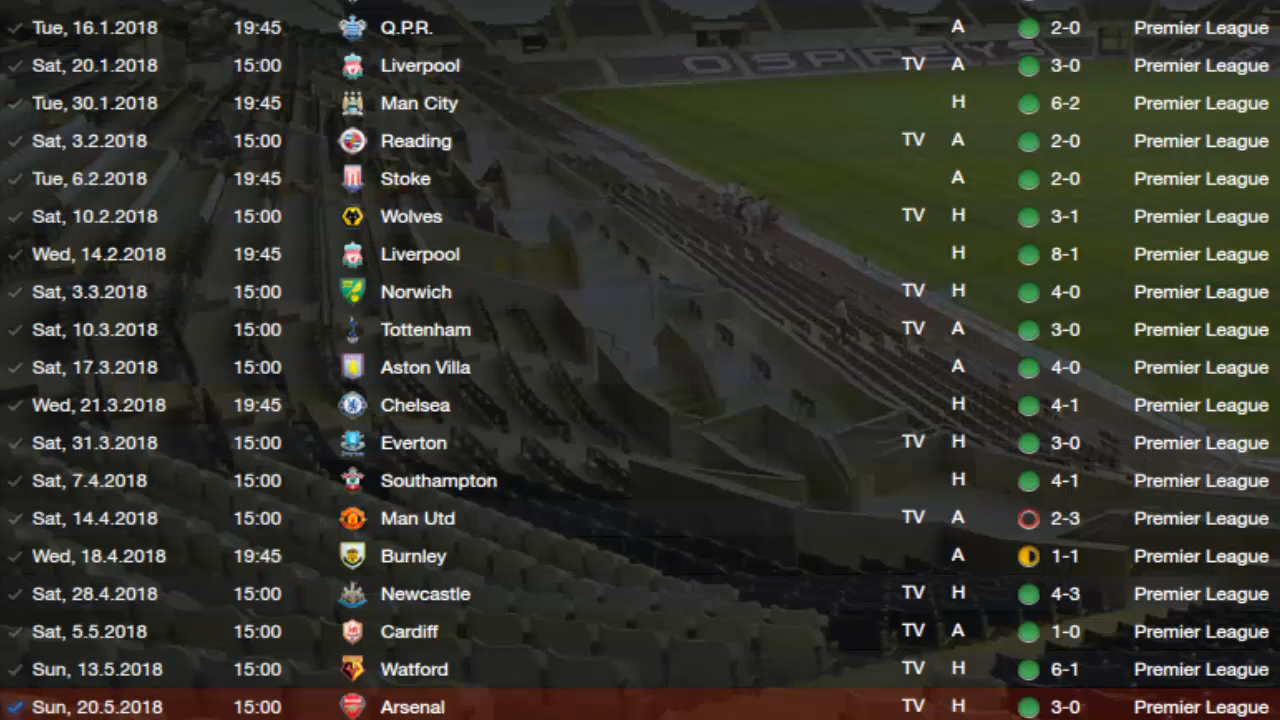 Tue, 16.1.2018 19:45 Q.P.R. A 2-0 Premier League
Sat, 20.1.2018 15:00 Liverpool TV A 3-0 Premier League
Tue, 30.1.2018 19:45 Man City H 6-2 Premier League
Sat, 3.2.2018 15:00 Reading TV A 2-0 Premier League
Tue, 6.2.2018 19:45 Stoke A 2-0 Premier League
Sat, 10.2.2018 15:00 Wolves TV H 3-1 Premier League
Wed, 14.2.2018 19:45 Liverpool H 8-1 Premier League
Sat, 3.3.2018 15:00 Norwich TV H 4-0 Premier League
Sat, 10.3.2018 15:00 Tottenham TV A 3-0 Premier League
Sat, 17.3.2018 15:00 Aston Villa A 4-0 Premier League
Wed, 21.3.2018 19:45 Chelsea H 4-1 Premier League
Sat, 31.3.2018 15:00 Everton TV H 3-0 Premier League
Sat, 7.4.2018 15:00 Southampton H 4-1 Premier League
Sat, 14.4.2018 15:00 Man Utd TV A 2-3 Premier League
Wed, 18.4.2018 19:45 Burnley A 1-1 Premier League
Sat, 28.4.2018 15:00 Newcastle TV H 4-3 Premier League
Sat, 5.5.2018 15:00 Cardiff TV A 1-0 Premier League
Sun, 13.5.2018 15:00 Watford TV H 6-1 Premier League
Sun, 20.5.2018 15:00 Arsenal TV H 3-0 Premier League
OSPREYS